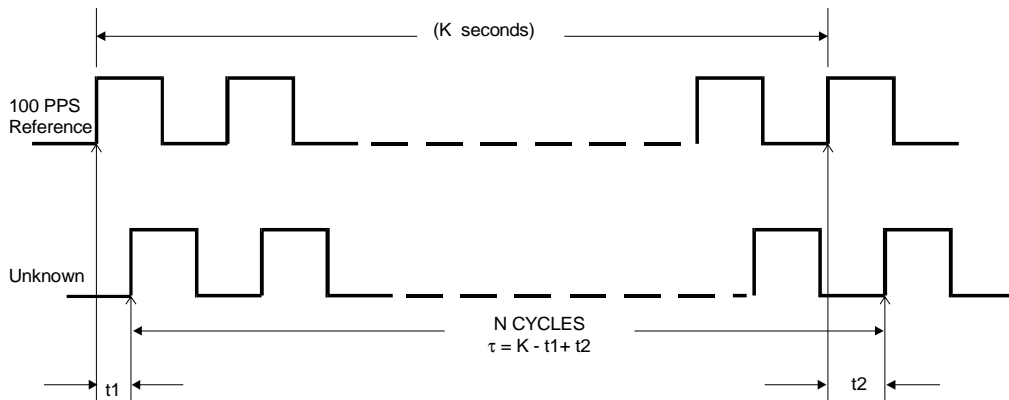 (K seconds)
100 PPS
Reference
Unknown
N CYCLES
τ = K - t1+ t2
t1
t2